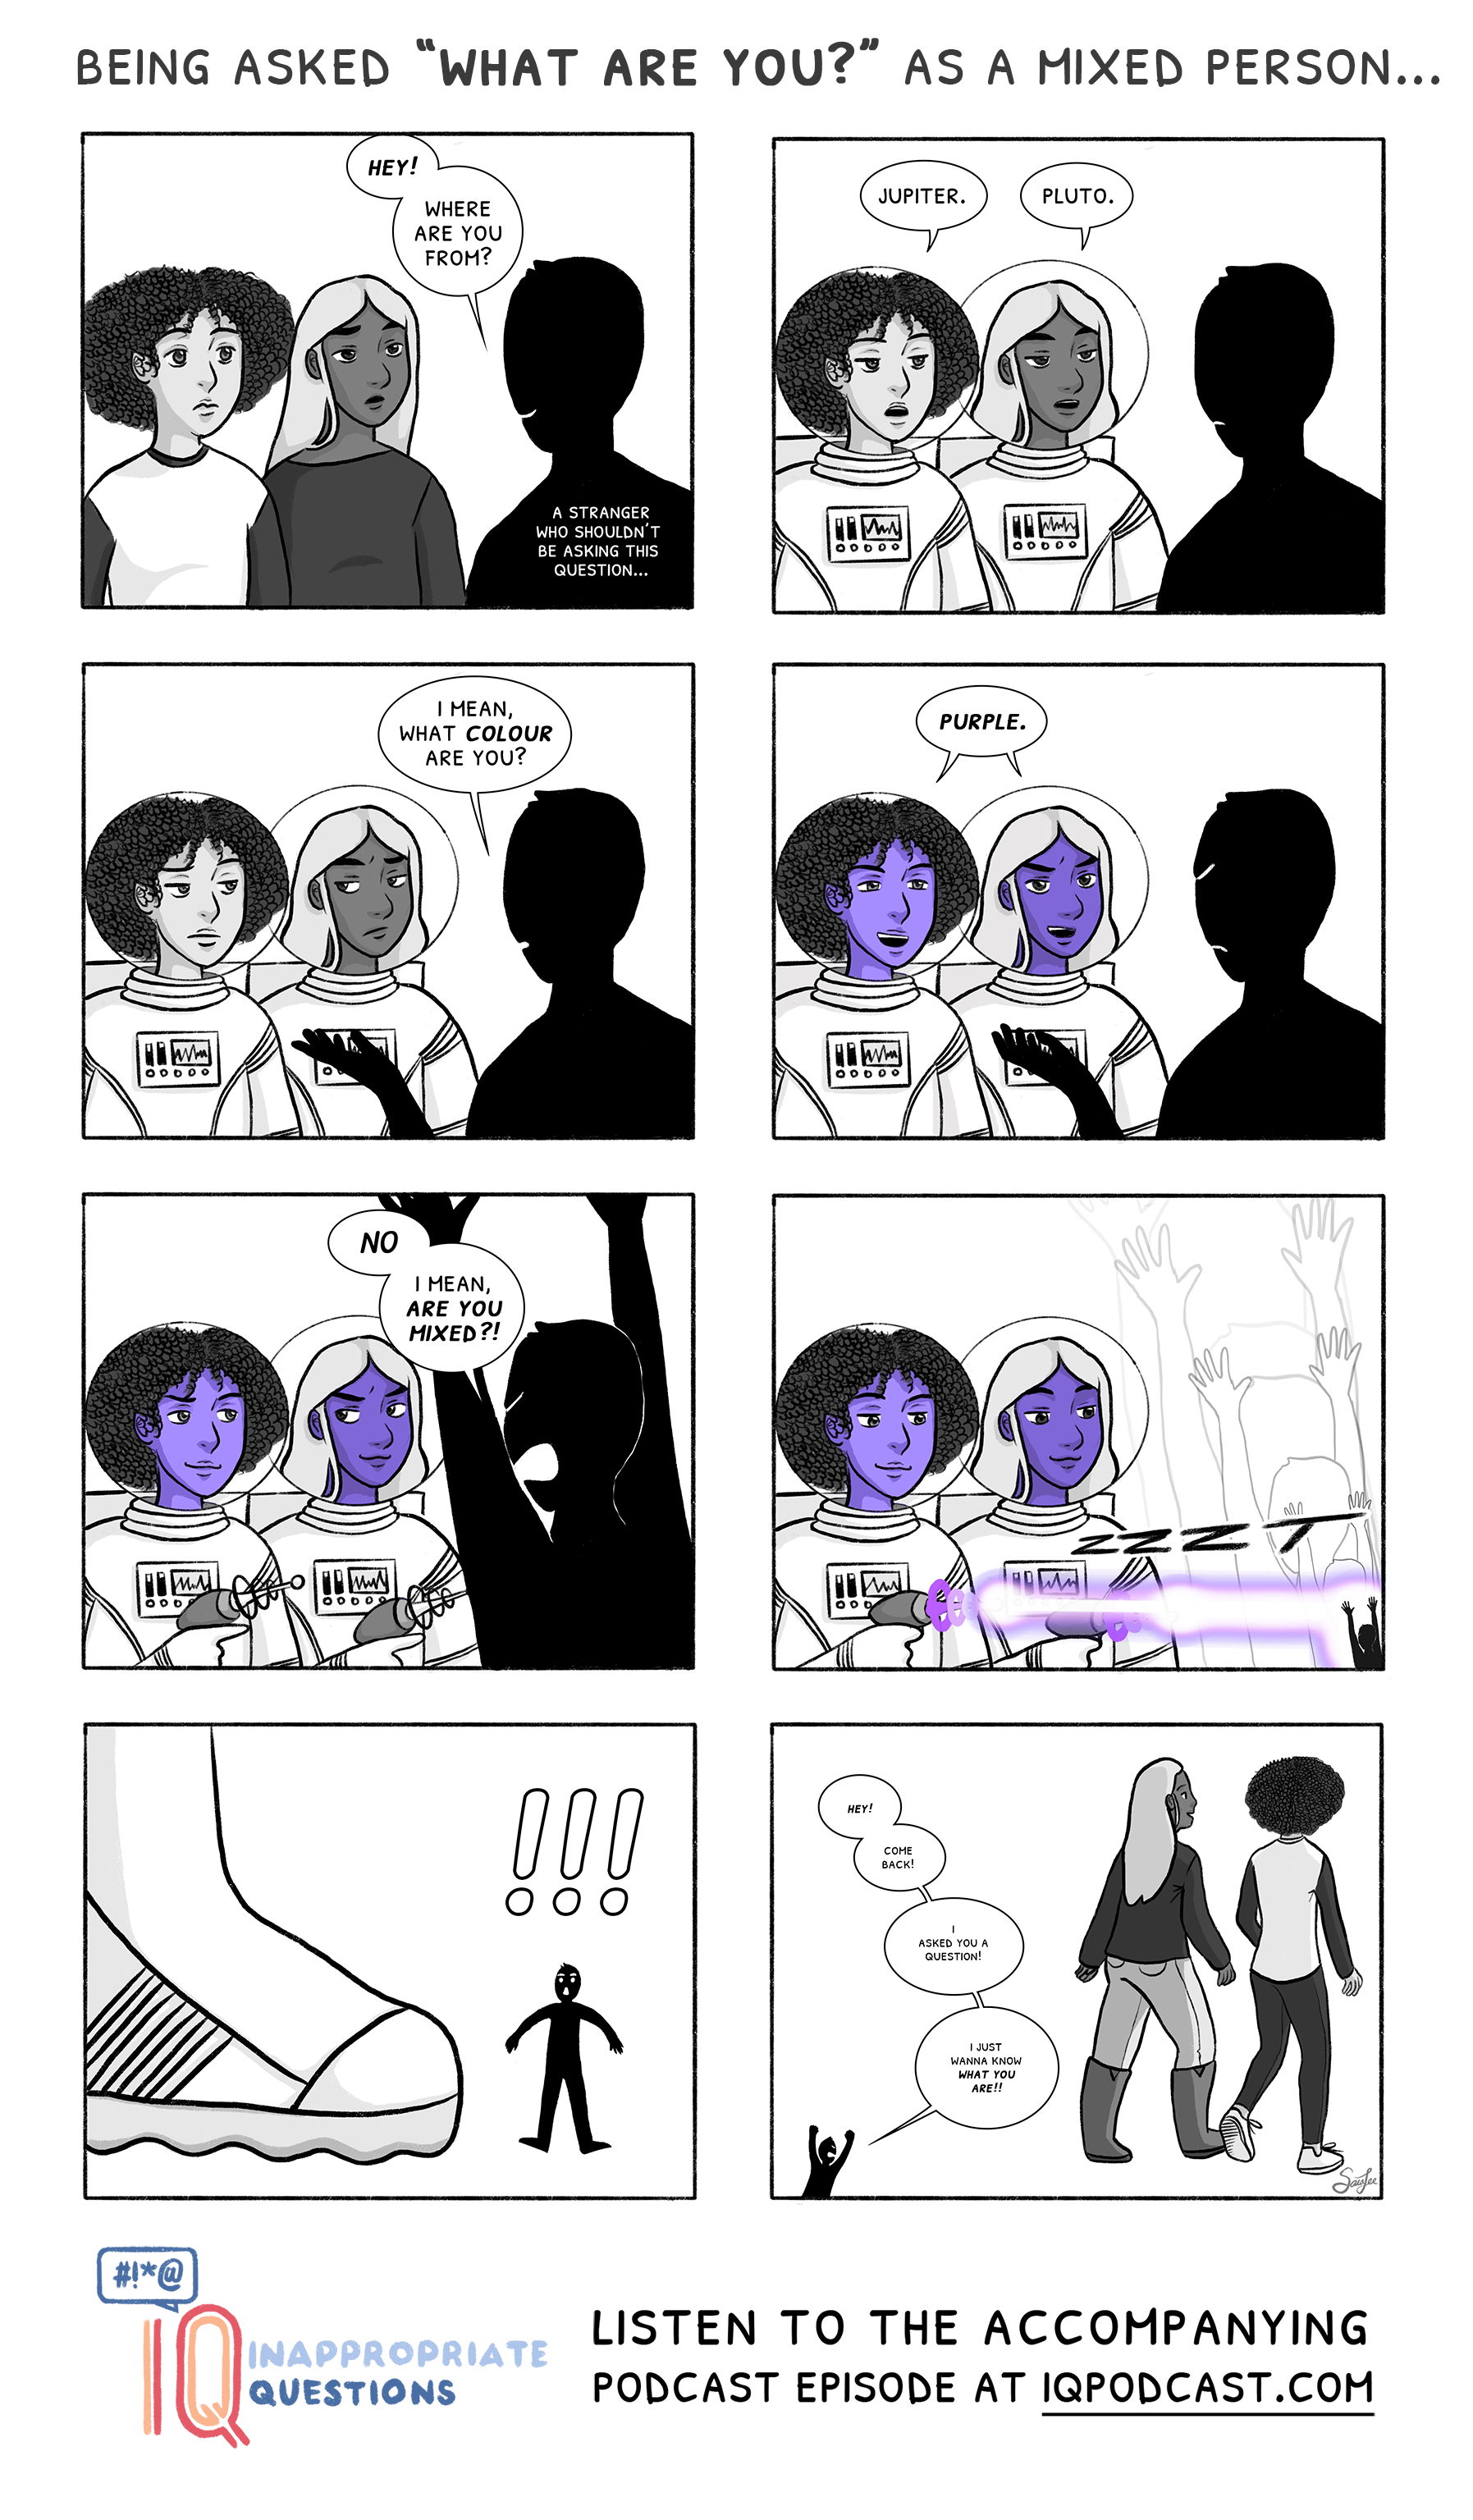 BEING ASKED “WHAT ARE YOU?” AS A MIXED PERSON...
HEY!
WHERE
ARE YOU
FROM?
A STRANGER
WHO SHOULDN'T
BE ASKING THIS
QUESTION...
JUPITER.
PLUTO.
I MEAN,
WHAT COLOUR
ARE YOU?
PURPLE.
NO
I MEAN,
ARE YOU
MIXED?!
ZZZT
!!!
HEY!
COME
BACK!
I
ASKED YOU A
QUESTION!
I JUST
WANNA KNOW
WHAT YOU
ARE!!
#!*@
IQ
INAPPROPRIATE
QUESTIONS
LISTEN TO THE ACCOMPANYING
PODCAST EPISODE AT IQPODCAST.COM